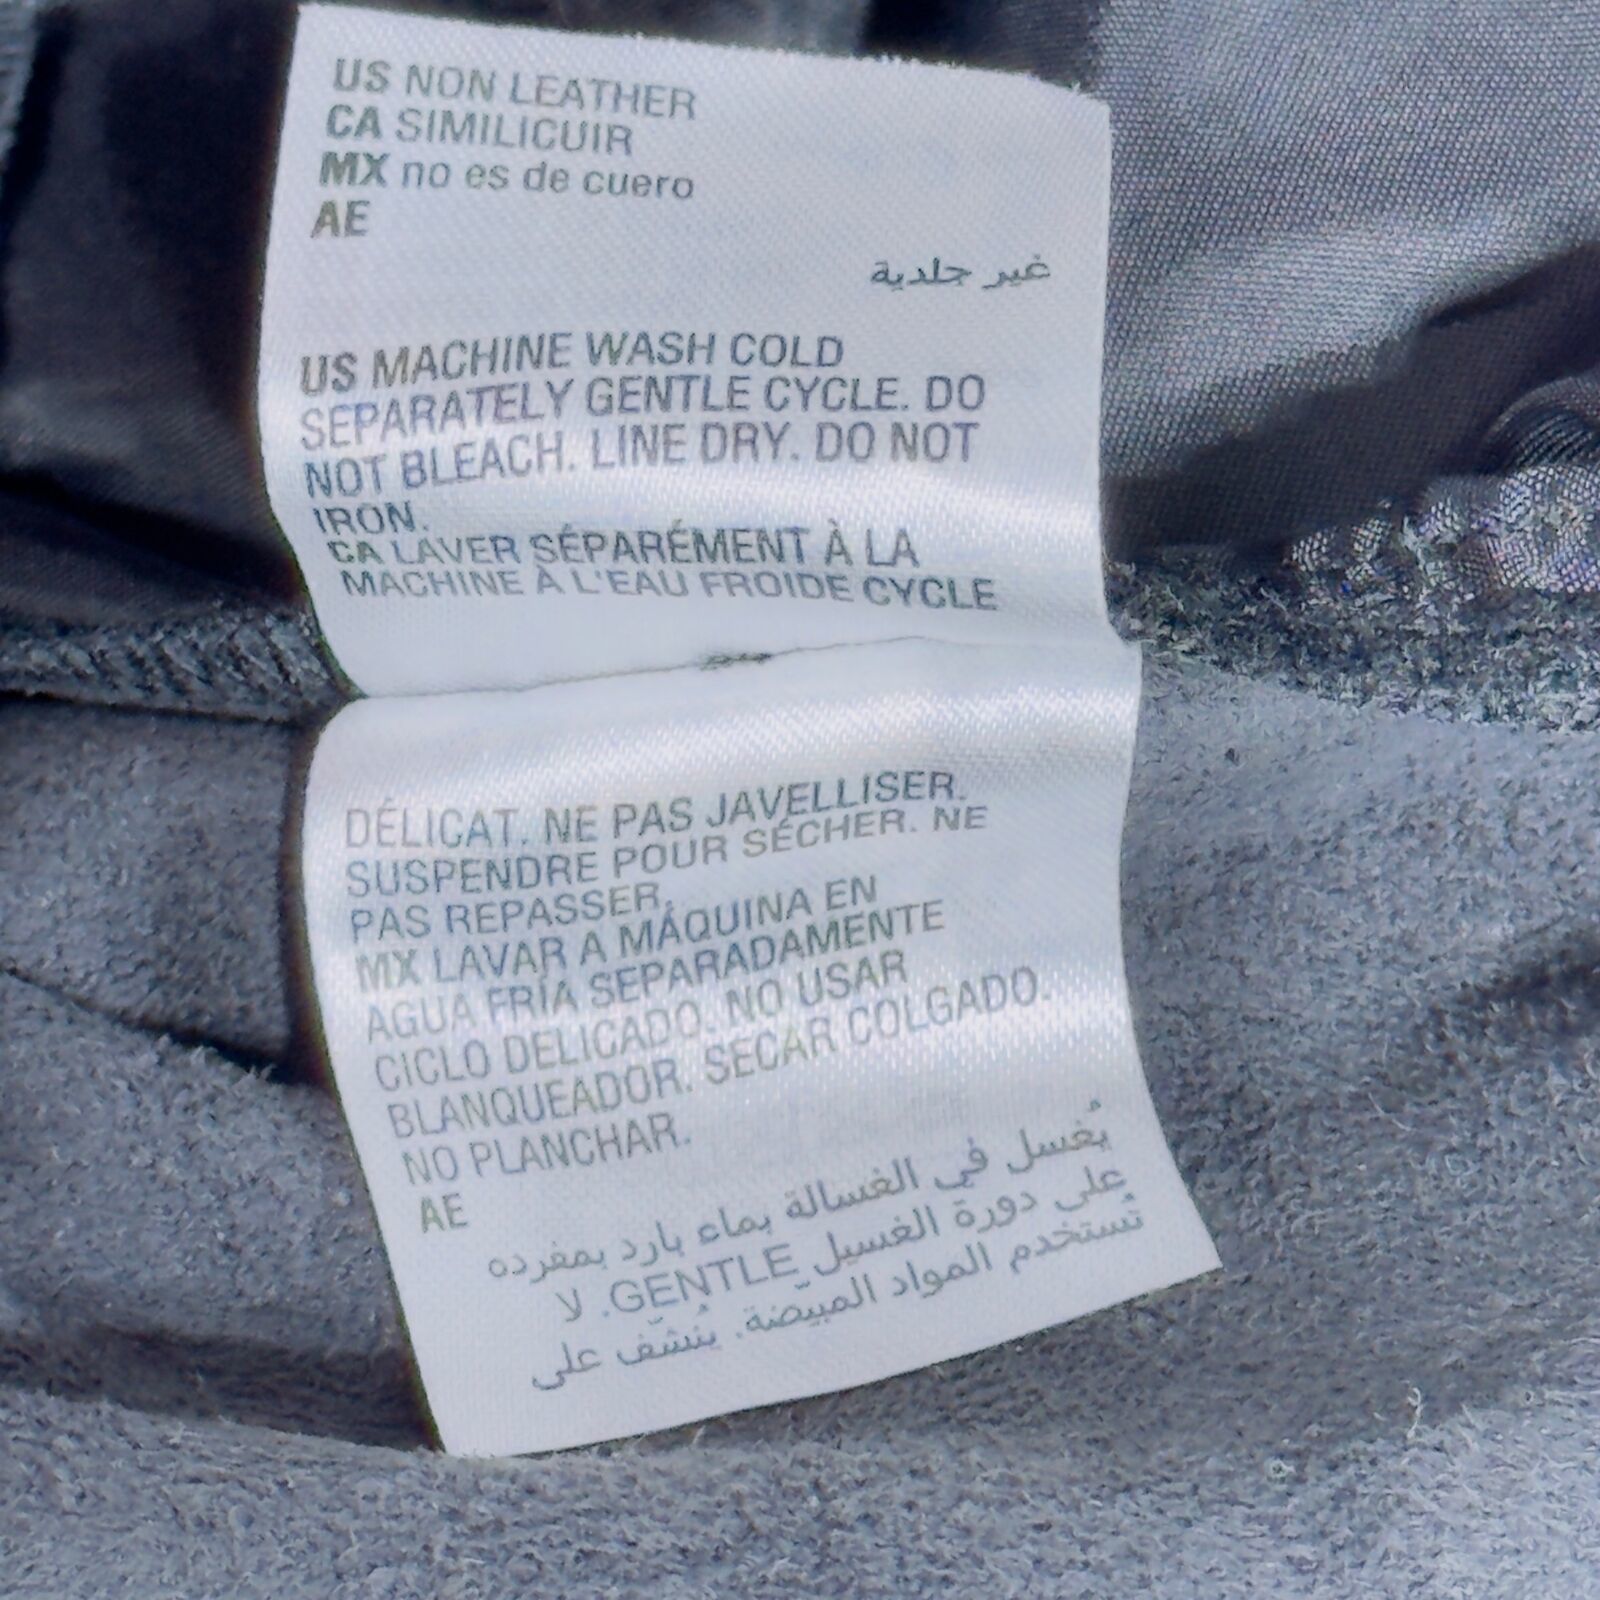 US NON LEATHER
CA SIMILICUIR
MX no es de cuero
AE
غير جلدية
US MACHINE WASH COLD
SEPARATELY GENTLE CYCLE. DO
NOT BLEACH. LINE DRY. DO NOT
IRON.
CA LAVER SÉPARÉMENT À LA
MACHINE À L'EAU FROIDE CYCLE
DÉLICAT. NE PAS JAVELLISER.
SUSPENDRE POUR SÉCHER. NE
PAS REPASSER.
MX LAVAR A MÁQUINA EN
AGUA FRÍA SEPARADAMENTE
CICLO DELICADO. NO USAR
BLANQUEADOR. SECAR COLGADO.
NO PLANCHAR.
AE
يُغسل في الغسالة بماء بارد بمفرده
على دورة الغسيل GENTLE. لا
تُستخدم المواد المبيّضة. يُنشّف على